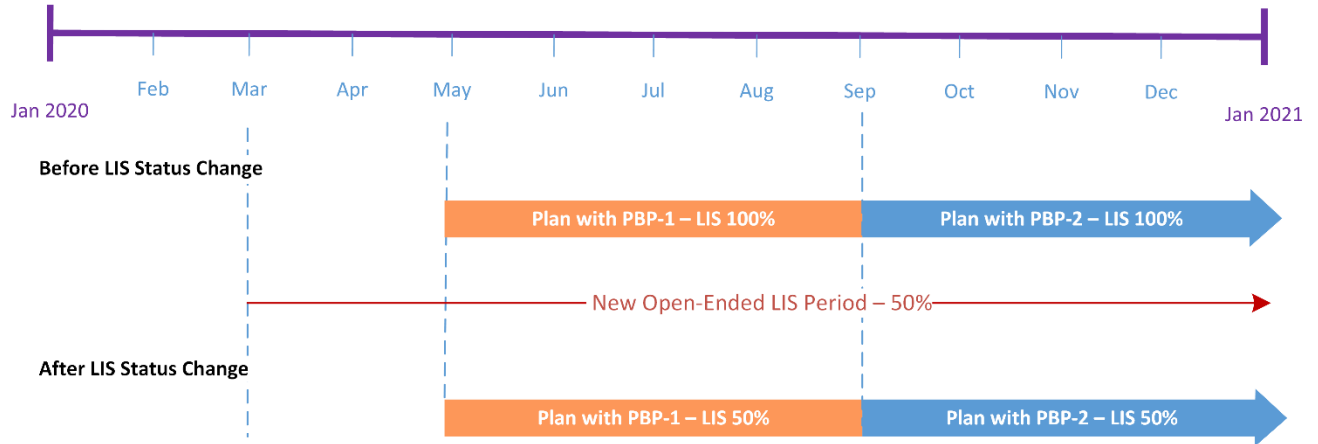 Feb Mar Apr May Jun Jul Aug Sep Oct Nov Dec
Jan 2020 Jan 2021
Before LIS Status Change
Plan with PBP-1 – LIS 100% Plan with PBP-2 – LIS 100%
New Open-Ended LIS Period – 50%
After LIS Status Change
Plan with PBP-1 – LIS 50% Plan with PBP-2 – LIS 50%